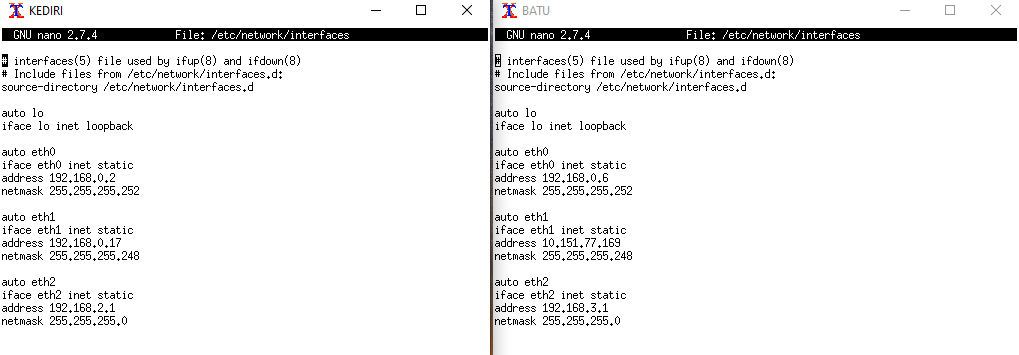 KEDIRI
GNU nano 2.7.4 File: /etc/network/interfaces
# interfaces(5) file used by ifup(8) and ifdown(8)
# Include files from /etc/network/interfaces.d:
source-directory /etc/network/interfaces.d
auto lo
iface lo inet loopback
auto eth0
iface eth0 inet static
address 192.168.0.2
netmask 255.255.255.252
auto eth1
iface eth1 inet static
address 192.168.0.17
netmask 255.255.255.248
auto eth2
iface eth2 inet static
address 192.168.2.1
netmask 255.255.255.0
BATU
GNU nano 2.7.4 File: /etc/network/interfaces
# interfaces(5) file used by ifup(8) and ifdown(8)
# Include files from /etc/network/interfaces.d:
source-directory /etc/network/interfaces.d
auto lo
iface lo inet loopback
auto eth0
iface eth0 inet static
address 192.168.0.6
netmask 255.255.255.252
auto eth1
iface eth1 inet static
address 10.151.77.169
netmask 255.255.255.248
auto eth2
iface eth2 inet static
address 192.168.3.1
netmask 255.255.255.0